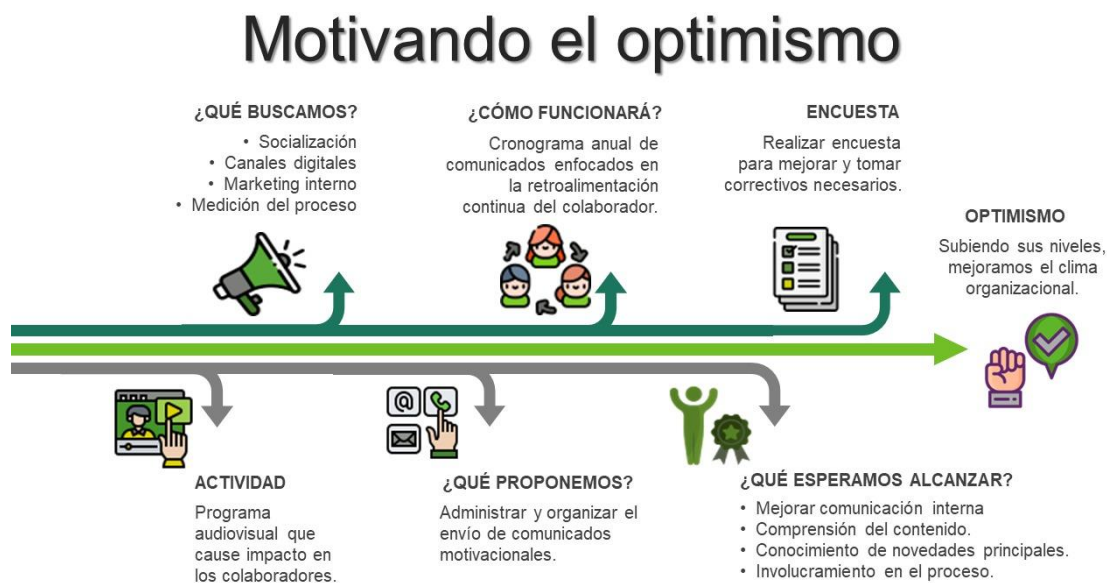 Motivando el optimismo
¿QUÉ BUSCAMOS?
• Socialización
• Canales digitales
• Marketing interno
• Medición del proceso
¿CÓMO FUNCIONARÁ?
Cronograma anual de
comunicados enfocados en
la retroalimentación
continua del colaborador.
ENCUESTA
Realizar encuesta
para mejorar y tomar
correctivos necesarios.
OPTIMISMO
Subiendo sus niveles,
mejoramos el clima
organizacional.
@
ACTIVIDAD
Programa
audiovisual que
cause impacto en
los colaboradores.
¿QUÉ PROPONEMOS?
Administrar y organizar el
envío de comunicados
motivacionales.
¿QUÉ ESPERAMOS ALCANZAR?
• Mejorar comunicación interna
• Comprensión del contenido.
• Conocimiento de novedades principales.
• Involucramiento en el proceso.